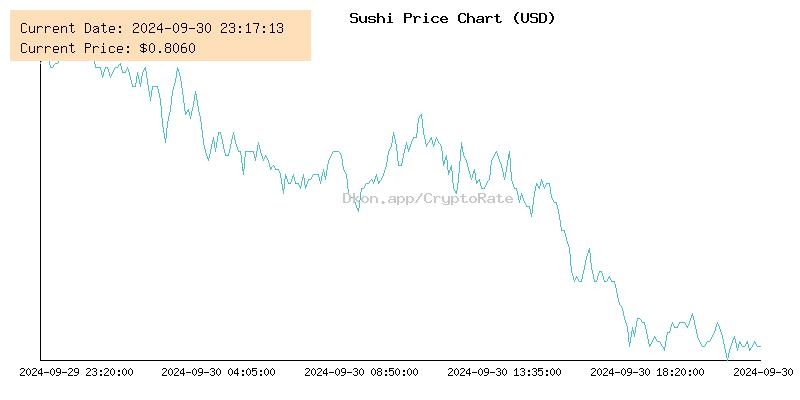 Sushi Price Chart (USD)
Current Date: 2024-09-30 23:17:13
Current Price: $0.8060
Dkon.app/CryptoRate
2024-09-29 23:20:00 2024-09-30 04:05:00 2024-09-30 08:50:00 2024-09-30 13:35:00 2024-09-30 18:20:00 2024-09-30